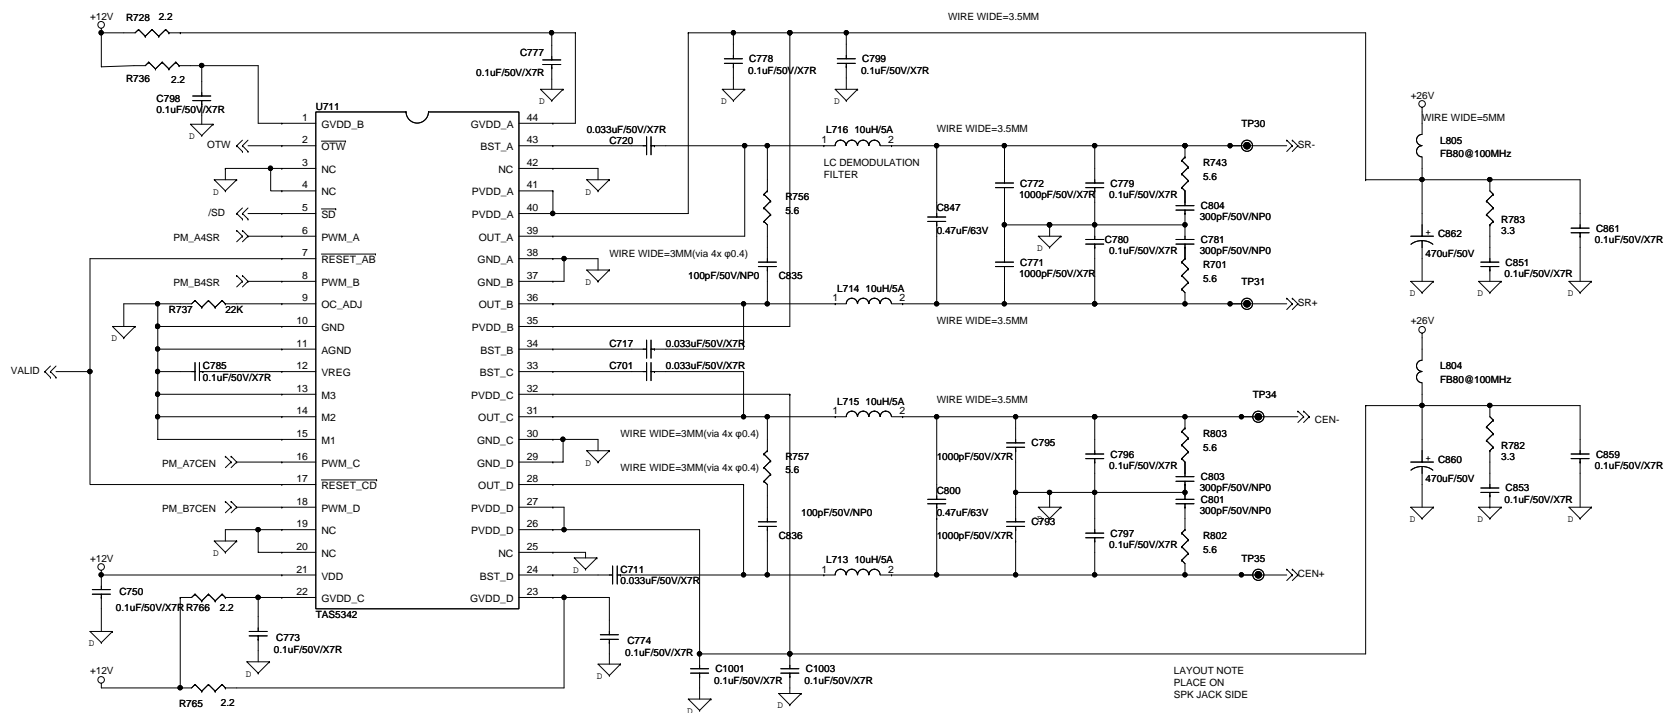 +12V
R728 2.2
R736 2.2
C798
0.1uF/50V/X7R
D
C777
0.1uF/50V/X7R
D
WIRE WIDE=3.5MM
C778
0.1uF/50V/X7R
D
C799
0.1uF/50V/X7R
D
U711
1 GVDD_B
2 OTW
3 NC
4 NC
5 SD
6 PWM_A
7 RESET_AB
8 PWM_B
9 OC_ADJ
10 GND
11 AGND
12 VREG
13 M3
14 M2
15 M1
16 PWM_C
17 RESET_CD
18 PWM_D
19 NC
20 NC
21 VDD
22 GVDD_C
GVDD_A 44
BST_A 43
NC 42
PVDD_A 41
PVDD_A 40
OUT_A 39
GND_A 38
GND_B 37
OUT_B 36
PVDD_B 35
BST_B 34
BST_C 33
PVDD_C 32
OUT_C 31
GND_C 30
GND_D 29
OUT_D 28
PVDD_D 27
PVDD_D 26
NC 25
BST_D 24
GVDD_D 23
TAS5342
OTW
D
/SD
PM_A4SR
PM_B4SR
R737 22K
D
VALID
C785
0.1uF/50V/X7R
PM_A7CEN
PM_B7CEN
D
+12V
C750
0.1uF/50V/X7R
D
R766 2.2
C773
0.1uF/50V/X7R
D
+12V
R765 2.2
0.033uF/50V/X7R
C720
D
D
WIRE WIDE=3MM(via 4x φ0.4)
R756
5.6
100pF/50V/NP0
C835
C717 0.033uF/50V/X7R
C701 0.033uF/50V/X7R
WIRE WIDE=3MM(via 4x φ0.4)
D
WIRE WIDE=3MM(via 4x φ0.4)
R757
5.6
100pF/50V/NP0
C836
D
C711
0.033uF/50V/X7R
C774
0.1uF/50V/X7R
D
C1001
0.1uF/50V/X7R
D
C1003
0.1uF/50V/X7R
D
L716 10uH/5A
1 2
WIRE WIDE=3.5MM
LC DEMODULATION
FILTER
C847
0.47uF/63V
C772
1000pF/50V/X7R
C779
0.1uF/50V/X7R
R743
5.6
C804
300pF/50V/NP0
D
C771
1000pF/50V/X7R
C780
0.1uF/50V/X7R
C781
300pF/50V/NP0
R701
5.6
TP30
SR-
L714 10uH/5A
1 2
WIRE WIDE=3.5MM
TP31
SR+
L715 10uH/5A
1 2
WIRE WIDE=3.5MM
TP34
CEN-
C800
0.47uF/63V
C795
1000pF/50V/X7R
C796
0.1uF/50V/X7R
R803
5.6
C803
300pF/50V/NP0
D
C793
1000pF/50V/X7R
C797
0.1uF/50V/X7R
C801
300pF/50V/NP0
R802
5.6
L713 10uH/5A
1 2
TP35
CEN+
+26V
WIRE WIDE=5MM
L805
FB80@100MHz
+
C862
470uF/50V
D
R783
3.3
C851
0.1uF/50V/X7R
D
C861
0.1uF/50V/X7R
D
+26V
L804
FB80@100MHz
+
C860
470uF/50V
D
R782
3.3
C853
0.1uF/50V/X7R
D
C859
0.1uF/50V/X7R
D
LAYOUT NOTE
PLACE ON
SPK JACK SIDE